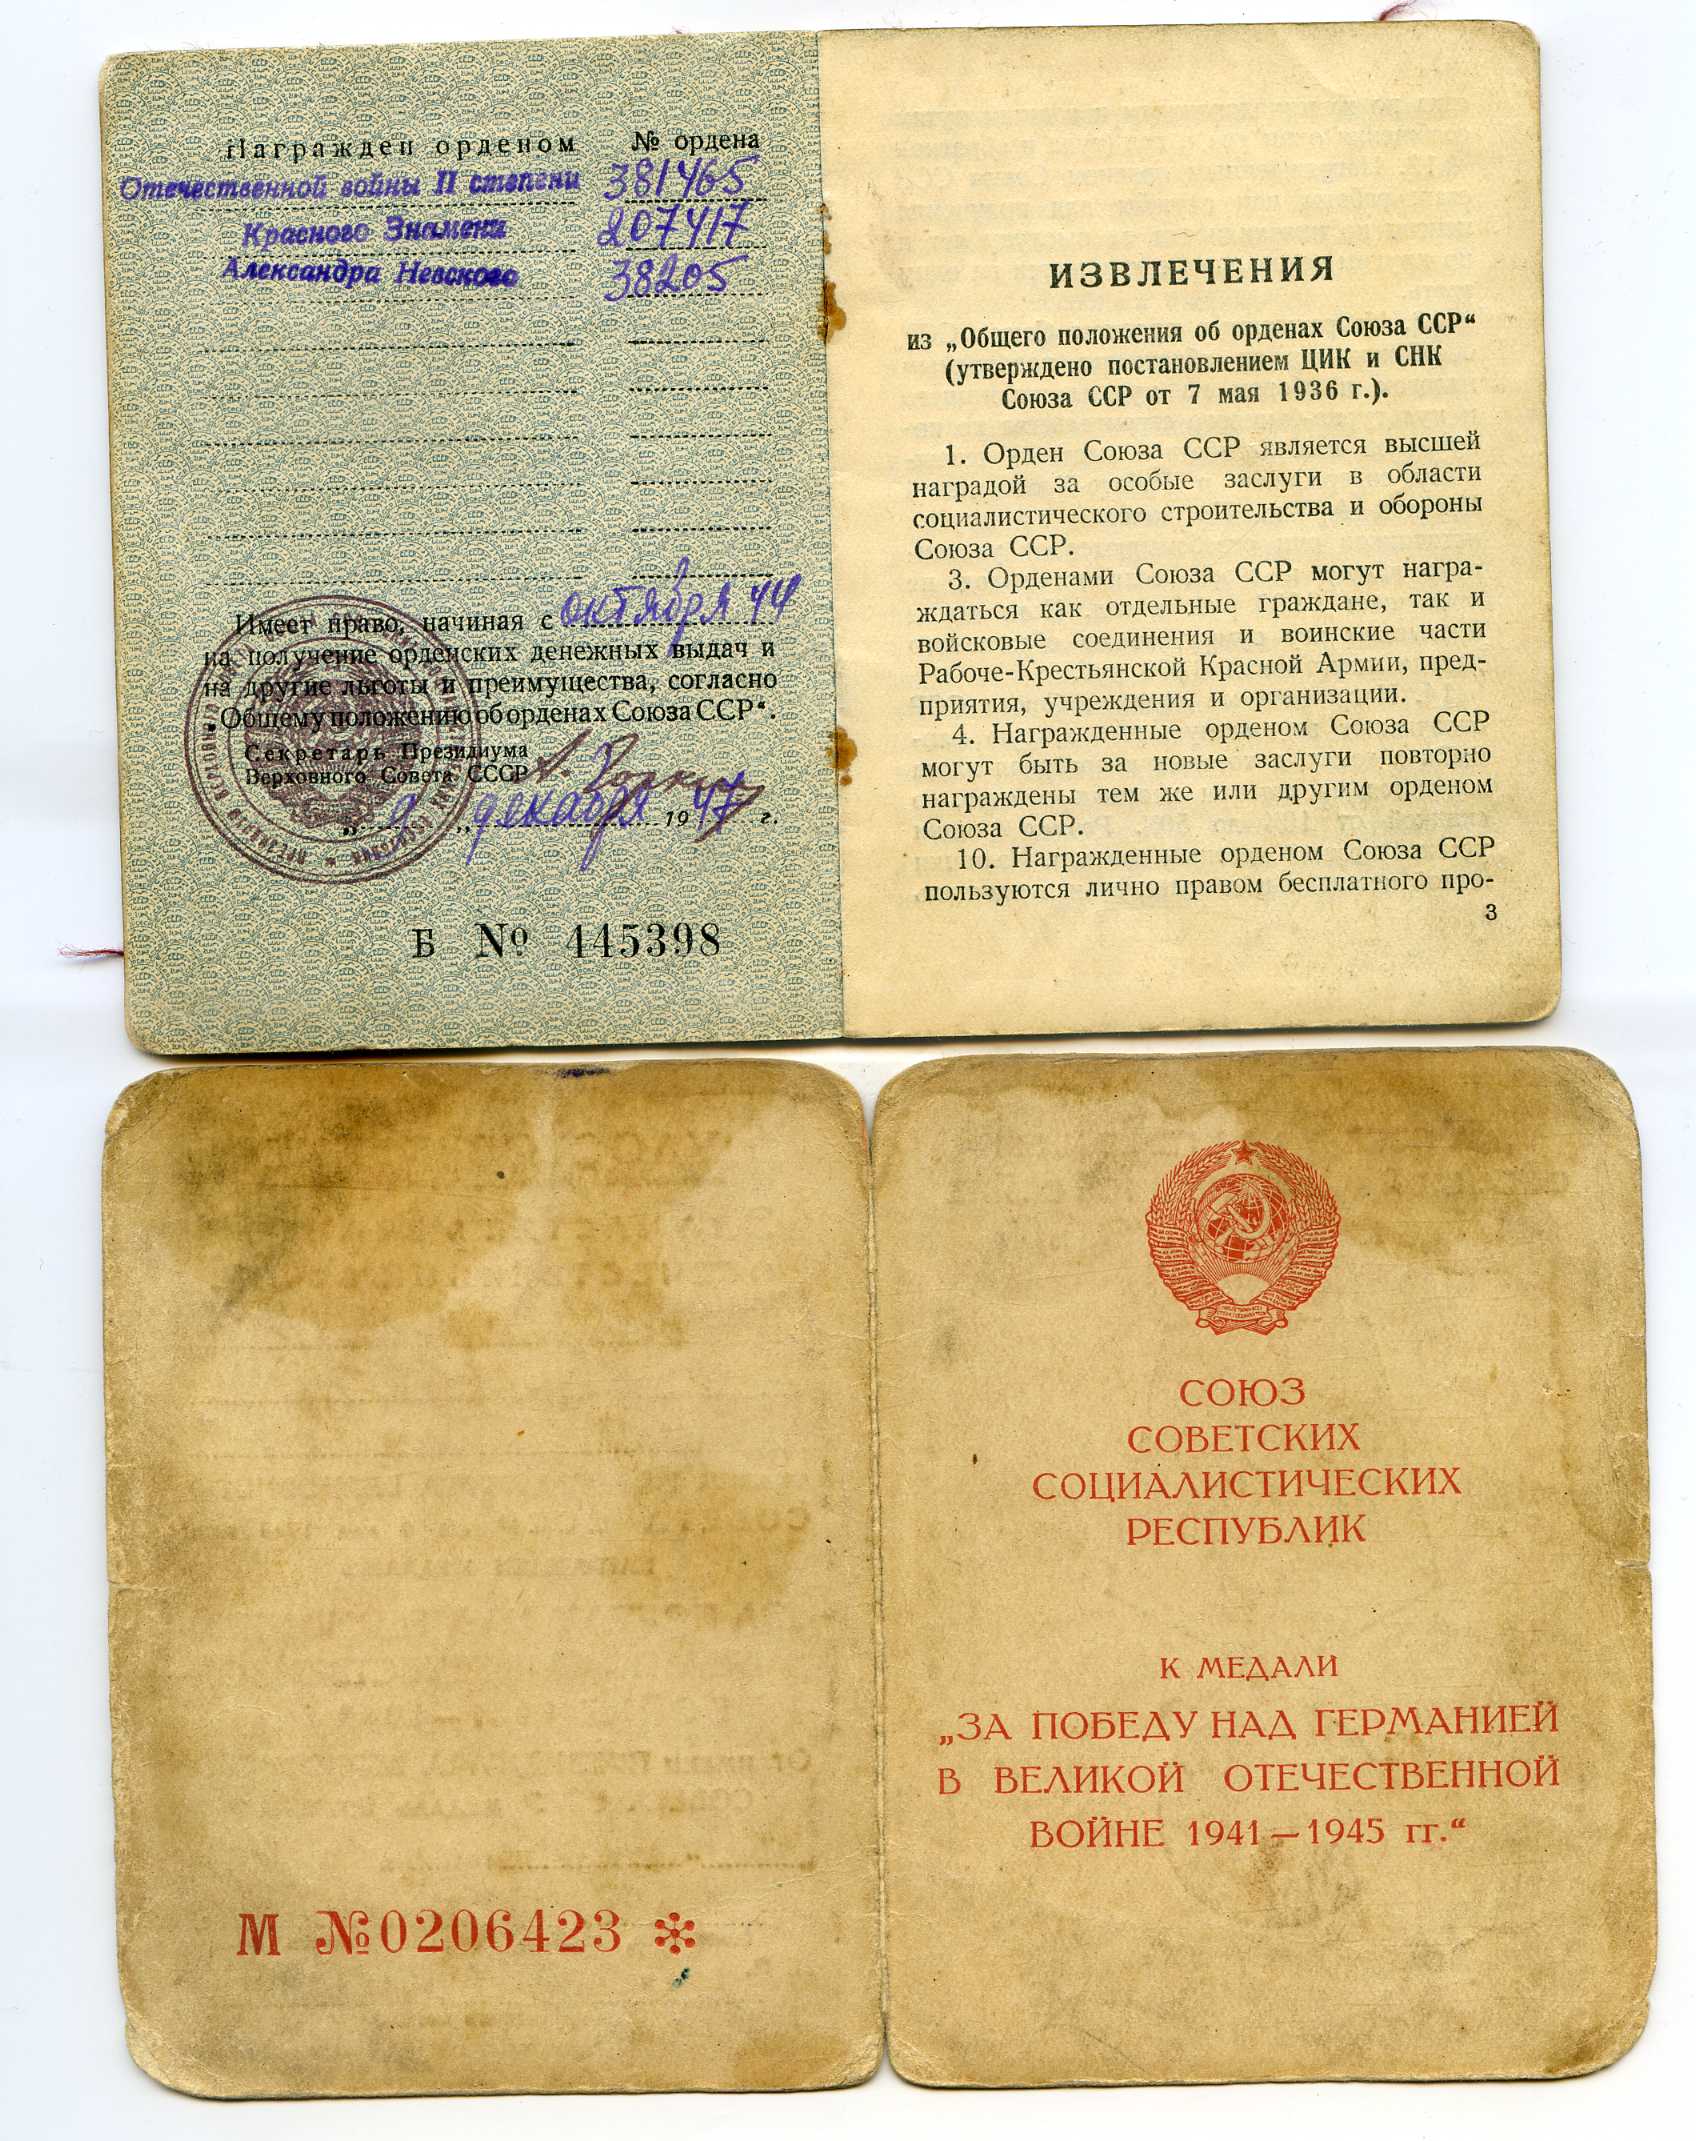 Награжден орденом № ордена
Отечественной войны II степени 381465
Красного Знамени 207417
Александра Невского 38205
Имеет право, начиная с октября 44
на получение орденских денежных выдач и
на другие льготы и преимущества, согласно
„Общему положению об орденах Союза ССР“.
Секретарь Президиума
Верховного Совета СССР А. Горкин
„9„ декабря 1947 г.
Б № 445398
ИЗВЛЕЧЕНИЯ
из „Общего положения об орденах Союза ССР“
(утверждено постановлением ЦИК и СНК
Союза ССР от 7 мая 1936 г.).
1. Орден Союза ССР является высшей
наградой за особые заслуги в области
социалистического строительства и обороны
Союза ССР.
3. Орденами Союза ССР могут награ-
ждаться как отдельные граждане, так и
войсковые соединения и воинские части
Рабоче-Крестьянской Красной Армии, пред-
приятия, учреждения и организации.
4. Награжденные орденом Союза ССР
могут быть за новые заслуги повторно
награждены тем же или другим орденом
Союза ССР.
10. Награжденные орденом Союза ССР
пользуются лично правом бесплатного про-
3
СОЮЗ
СОВЕТСКИХ
СОЦИАЛИСТИЧЕСКИХ
РЕСПУБЛИК
К МЕДАЛИ
„ЗА ПОБЕДУ НАД ГЕРМАНИЕЙ
В ВЕЛИКОЙ ОТЕЧЕСТВЕННОЙ
ВОЙНЕ 1941—1945 гг.“
М №0206423 *